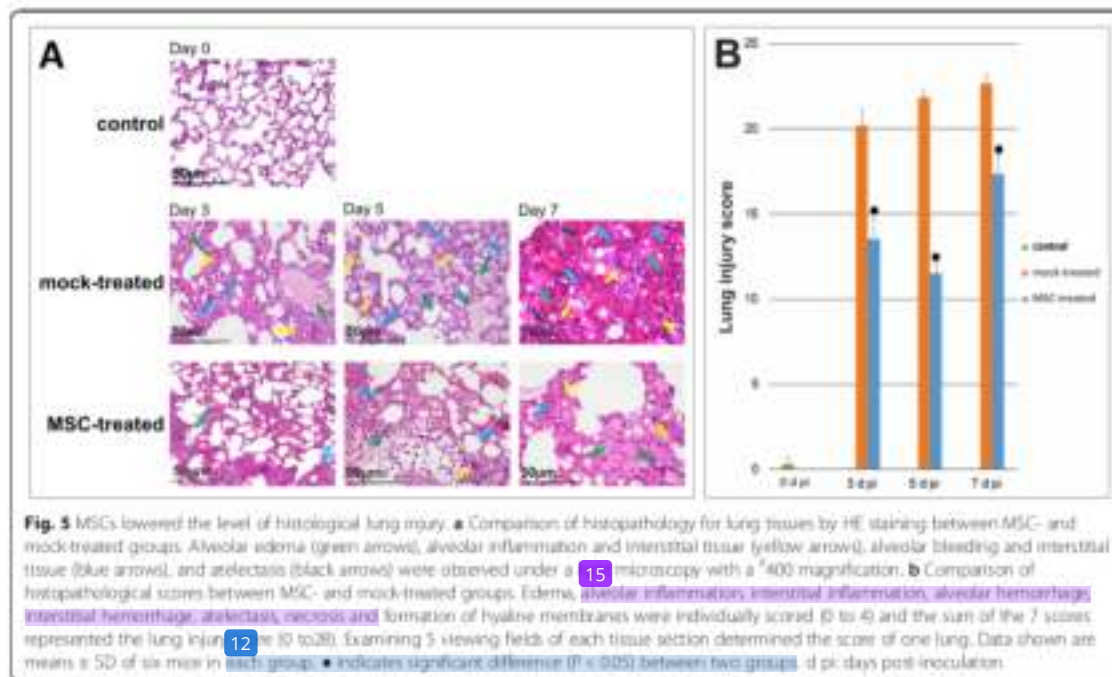 A
Day 0
control
50µm
Day 3
Day 5
Day 7
mock-treated
50µm
50µm
50µm
MSC-treated
50µm
50µm
50µm
B
Lung injury score
25
20
15
10
5
0
0 d pi
3 d pi
5 d pi
7 d pi
control
mock-treated
MSC-treated
Fig. 5 MSCs lowered the level of histological lung injury. a Comparison of histopathology for lung tissues by HE staining between MSC- and
mock-treated groups. Alveolar edema (green arrows), alveolar inflammation and interstitial tissue (yellow arrows), alveolar bleeding and interstitial
tissue (blue arrows), and atelectasis (black arrows) were observed under a microscopy with a *400 magnification. b Comparison of
15
histopathological scores between MSC- and mock-treated groups. Edema, alveolar inflammation, interstitial inflammation, alveolar hemorrhage,
interstitial hemorrhage, atelectasis, necrosis and formation of hyaline membranes were individually scored (0 to 4) and the sum of the 7 scores
represented the lung injury (0 to28). Examining 5 viewing fields of each tissue section determined the score of one lung. Data shown are
12
means ± SD of six mice in each group. • indicates significant difference (P < 0.05) between two groups. d pi: days post-inoculation